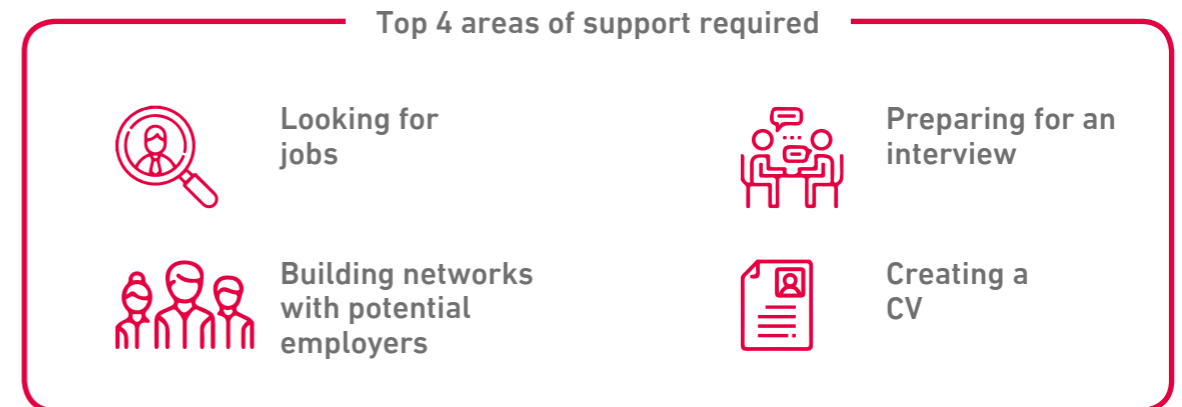 Top 4 areas of support required
Looking for
jobs
Preparing for an
interview
Building networks
with potential
employers
Creating a
CV